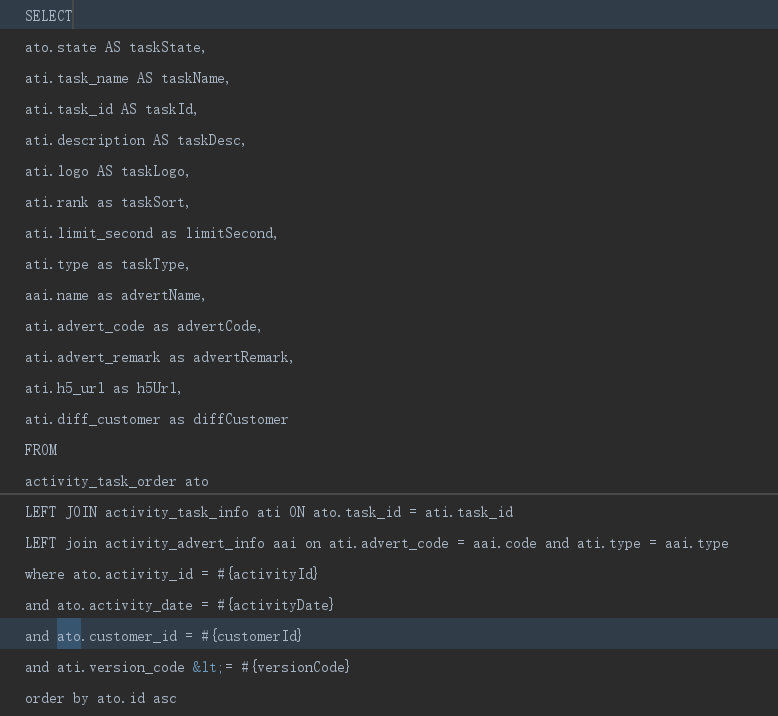 SELECT
ato.state AS taskState,
ati.task_name AS taskName,
ati.task_id AS taskId,
ati.description AS taskDesc,
ati.logo AS taskLogo,
ati.rank as taskSort,
ati.limit_second as limitSecond,
ati.type as taskType,
aai.name as advertName,
ati.advert_code as advertCode,
ati.advert_remark as advertRemark,
ati.h5_url as h5Url,
ati.diff_customer as diffCustomer
FROM
activity_task_order ato
LEFT JOIN activity_task_info ati ON ato.task_id = ati.task_id
LEFT join activity_advert_info aai on ati.advert_code = aai.code and ati.type = aai.type
where ato.activity_id = #{activityId}
and ato.activity_date = #{activityDate}
and ato.customer_id = #{customerId}
and ati.version_code &lt;= #{versionCode}
order by ato.id asc